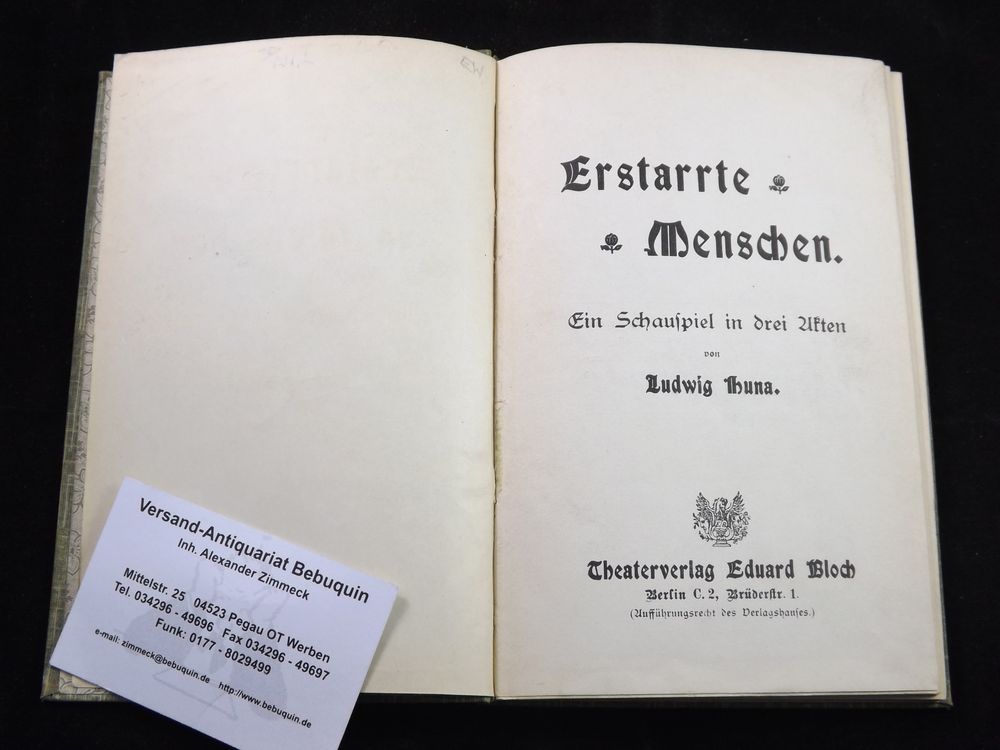 EW
Erstarrte
Menschen.
Ein Schauſpiel in drei Akten
von
Ludwig Huna.
Theaterverlag Eduard Bloch
Berlin C. 2, Brüderſtr. 1.
(Aufführungsrecht des Verlagshauſes.)
Versand-Antiquariat Bebuquin
Inh. Alexander Zimmeck
Mittelstr. 25 04523 Pegau OT Werben
Tel. 034296 - 49696 Fax 034296 - 49697
Funk: 0177 - 8029499
e-mail: zimmeck@bebuquin.de http://www.bebuquin.de